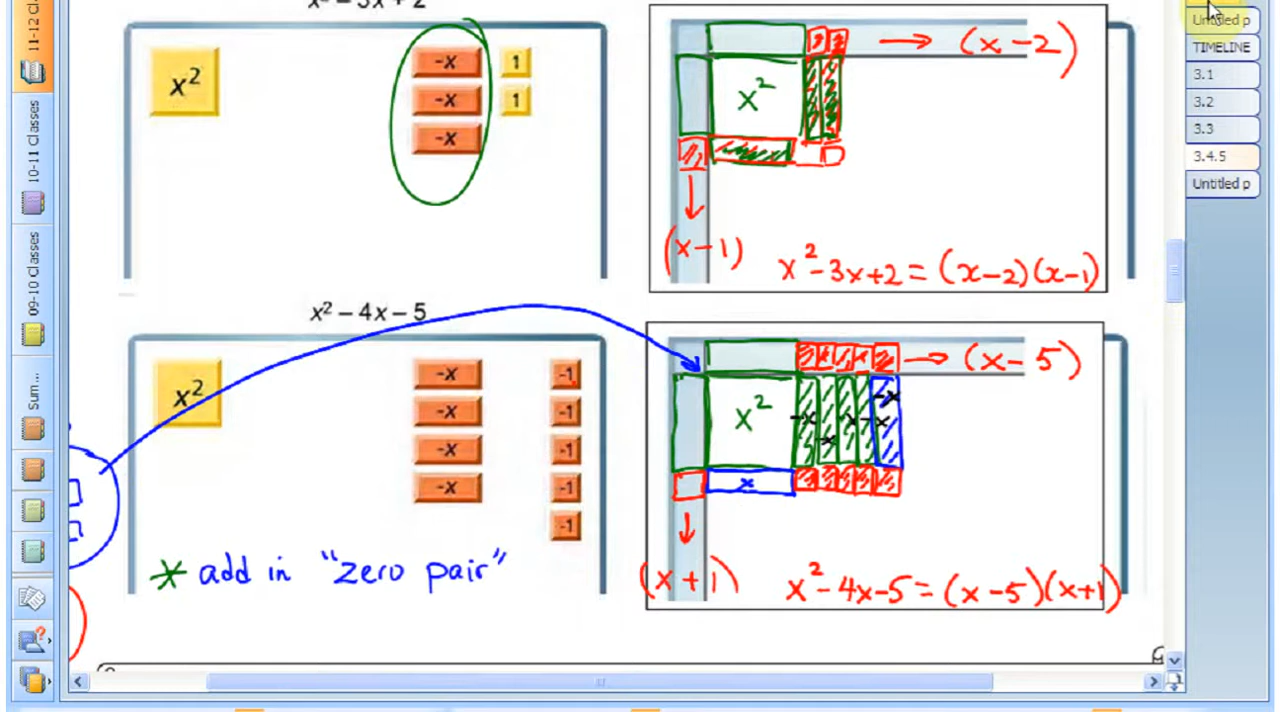 x² – 3x + 2
x²
-x
1
-x
1
-x
x²
→ (x-2)
(x-1)
x²-3x+2 = (x-2)(x-1)
x² – 4x – 5
x²
-x
-1
-x
-1
-x
-1
-x
-1
-1
* add in "zero pair"
→ (x-5)
x²
-x
-x
x
-x
-x
x
(x+1)
x²-4x-5 = (x-5)(x+1)
11-12 Cla
10-11 Classes
09-10 Classes
Sum...
Untitled p
TIMELINE
3.1
3.2
3.3
3.4.5
Untitled p